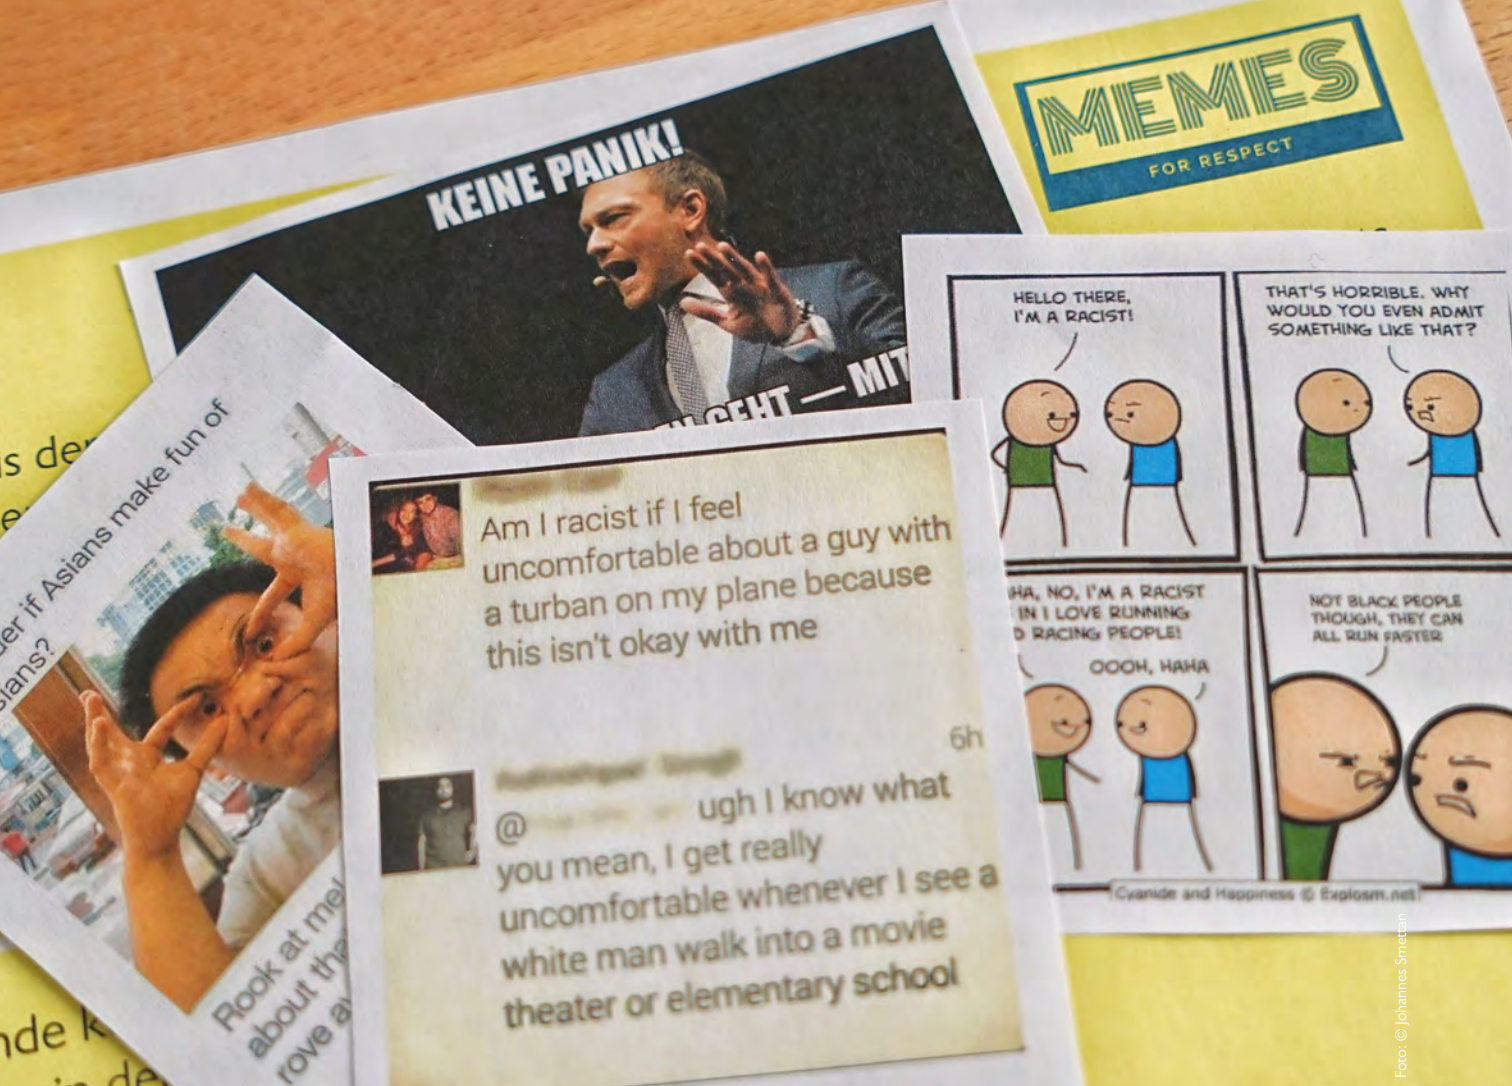 MEMES
FOR RESPECT
KEINE PANIK!
GEHT — MIT
HELLO THERE,
I'M A RACIST!
THAT'S HORRIBLE. WHY
WOULD YOU EVEN ADMIT
SOMETHING LIKE THAT?
HA, NO, I'M A RACIST
IN I LOVE RUNNING
RACING PEOPLE!
OOOH, HAHA
NOT BLACK PEOPLE
THOUGH, THEY CAN
ALL RUN FASTER
Cyanide and Happiness © Explosm.net
if Asians make fun of
Rook at me!
about
rove
Am I racist if I feel
uncomfortable about a guy with
a turban on my plane because
this isn't okay with me
6h
@ ugh I know what
you mean, I get really
uncomfortable whenever I see a
white man walk into a movie
theater or elementary school
Foto: © Johannes Smettan